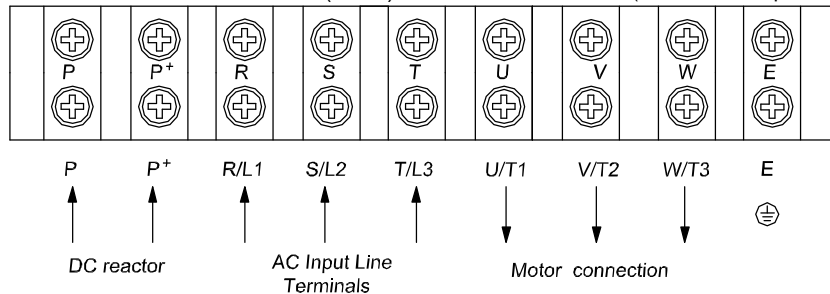 P P+ R S T U V W E
P P+ R/L1 S/L2 T/L3 U/T1 V/T2 W/T3 E
DC reactor AC Input Line Terminals Motor connection